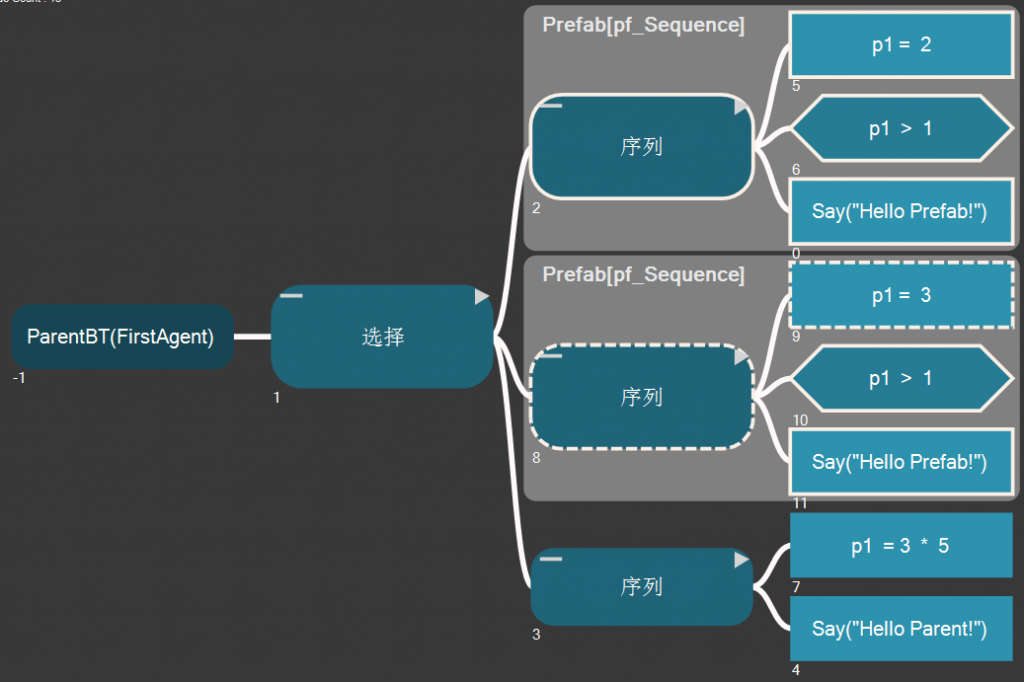 Prefab[pf_Sequence]
p1 = 2
5
p1 > 1
6
序列
2
Say("Hello Prefab!")
0
Prefab[pf_Sequence]
p1 = 3
9
ParentBT(FirstAgent)
-1
选择
1
p1 > 1
10
序列
8
Say("Hello Prefab!")
11
p1 = 3 * 5
7
序列
3
Say("Hello Parent!")
4